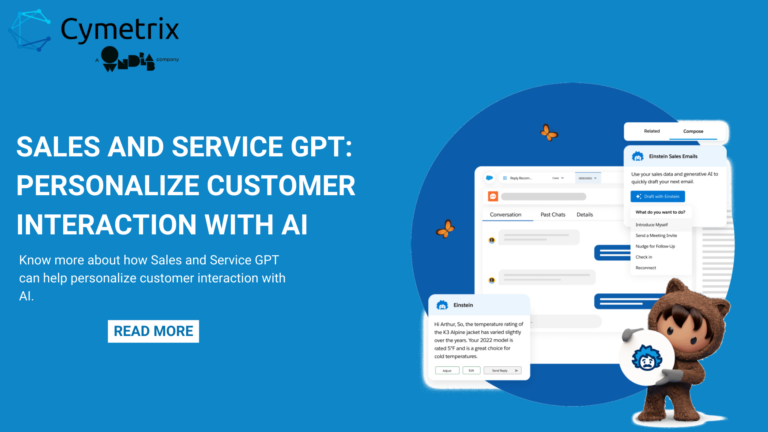 Cymetrix
A OWNDIAB company
SALES AND SERVICE GPT:
PERSONALIZE CUSTOMER
INTERACTION WITH AI
Know more about how Sales and Service GPT
can help personalize customer interaction with
AI.
READ MORE
Related Compose
Einstein Sales Emails
Use your sales data and generative AI to
quickly draft your next email.
Draft with Einstein
What do you want to do?
Introduce Myself
Send a Meeting Invite
Nudge for Follow-Up
Check in
Reconnect
Conversation Past Chats Details
Einstein
Hi Arthur, So, the temperature rating of
the K3 Alpine jacket has varied slightly
over the years. Your 2022 model is
rated 5°F and is a great choice for
cold temperatures.
Adjust Edit Send Reply